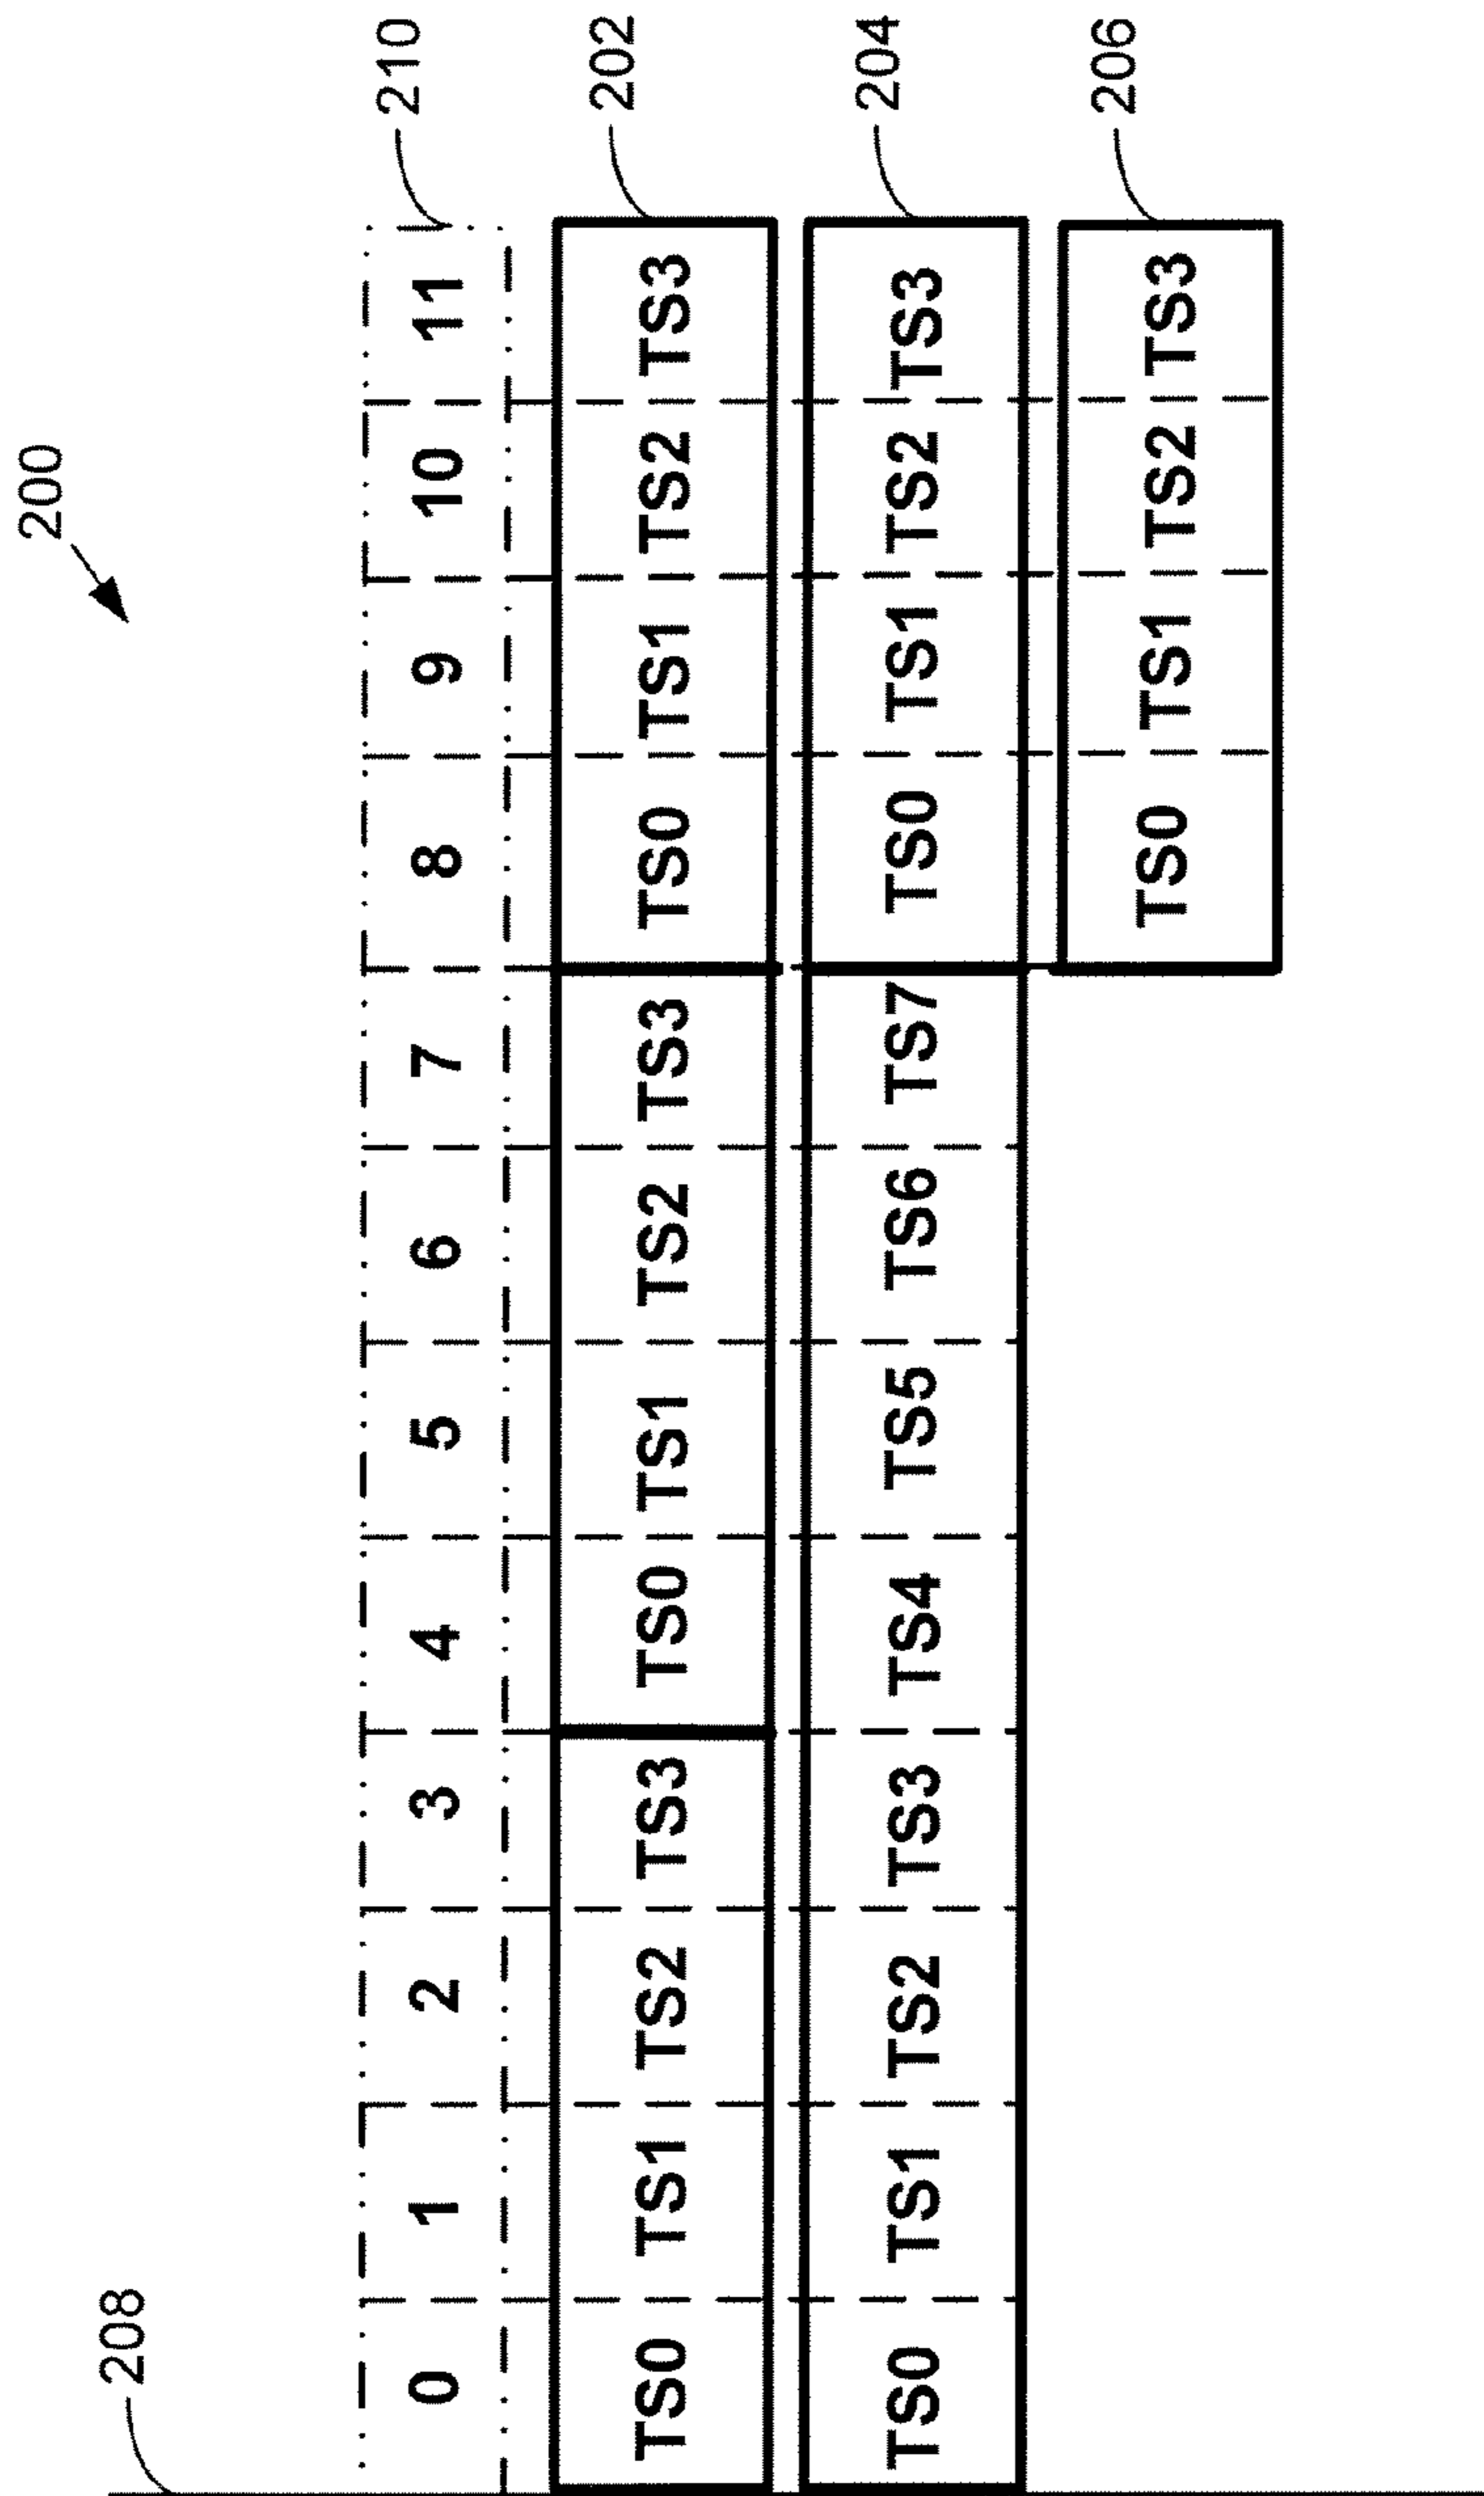 200
208
0 1 2 3 4 5 6 7 8 9 10 11 210
TS0 TS1 TS2 TS3 TS0 TS1 TS2 TS3 TS0 TS1 TS2 TS3 202
TS0 TS1 TS2 TS3 TS4 TS5 TS6 TS7 TS0 TS1 TS2 TS3 204
TS0 TS1 TS2 TS3 206